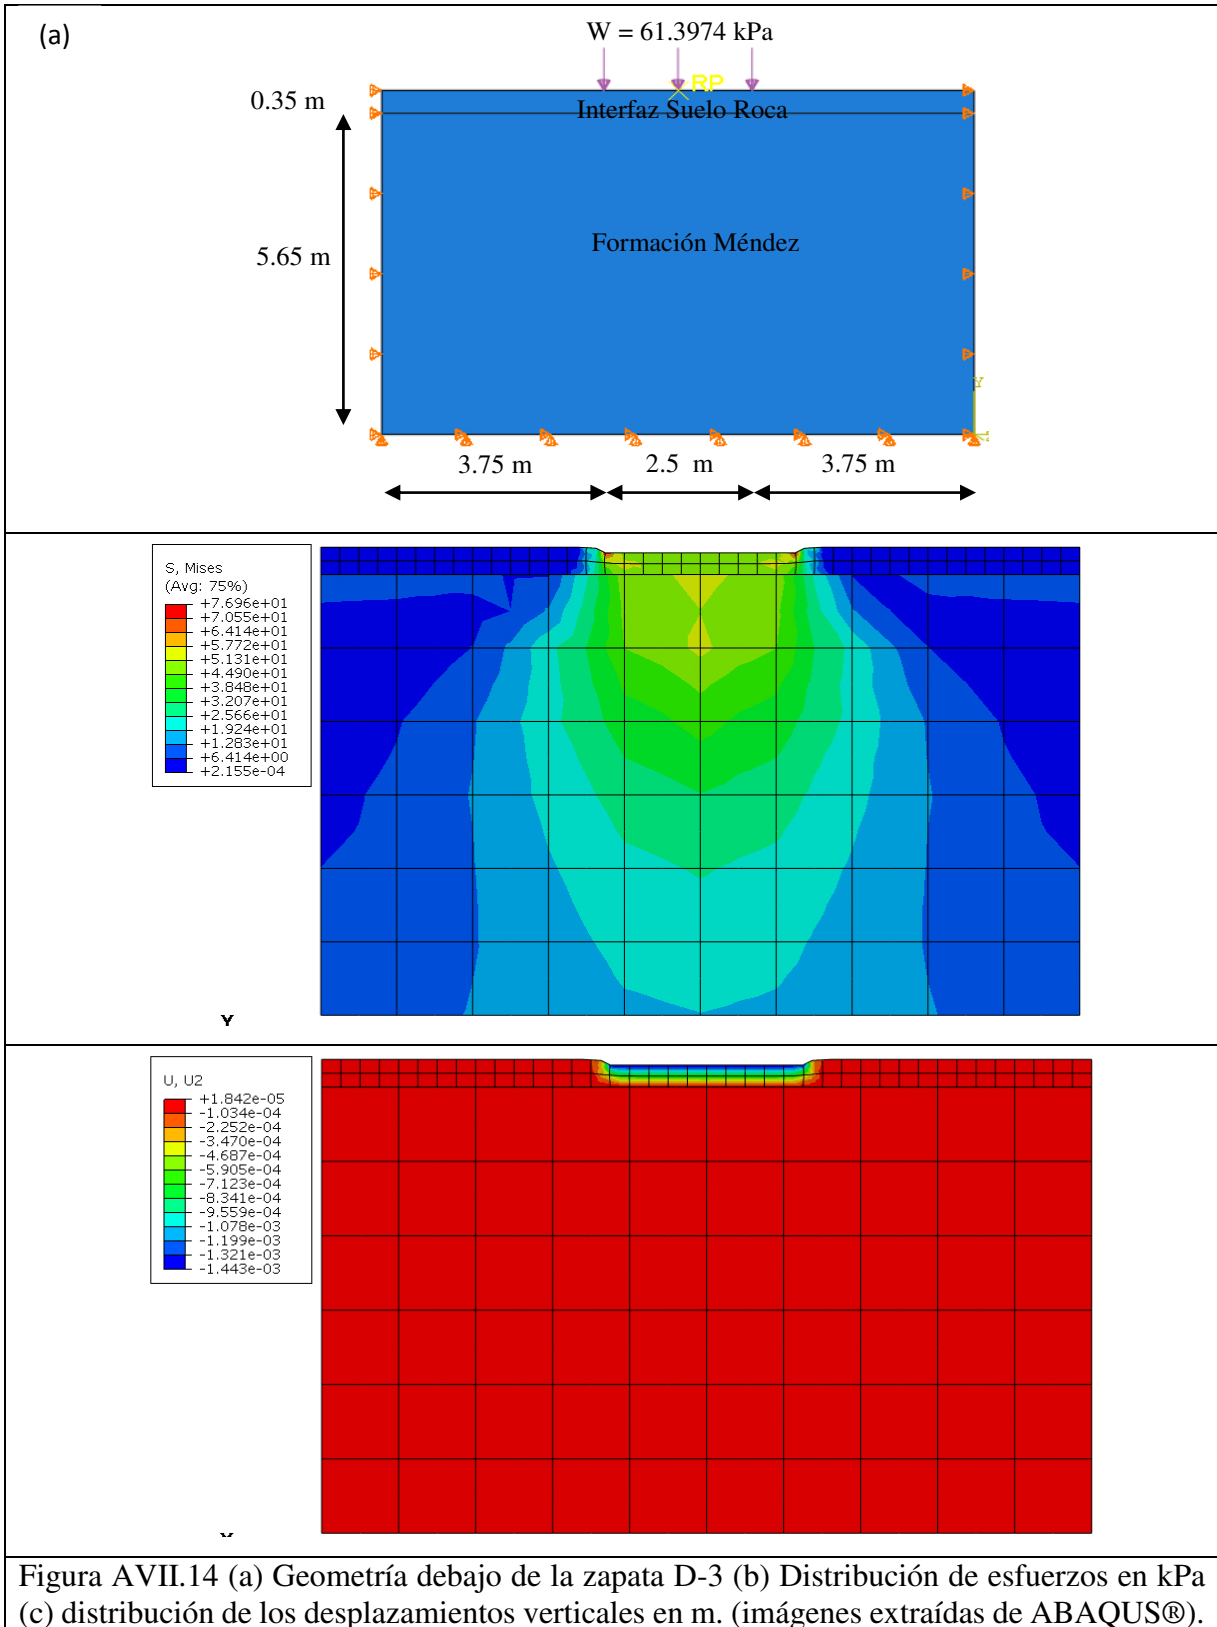 (a)
W = 61.3974 kPa
RP
0.35 m
Interfaz Suelo Roca
5.65 m
Formación Méndez
Y
3.75 m
2.5 m
3.75 m
S, Mises
(Avg: 75%)
+7.696e+01
+7.055e+01
+6.414e+01
+5.772e+01
+5.131e+01
+4.490e+01
+3.848e+01
+3.207e+01
+2.566e+01
+1.924e+01
+1.283e+01
+6.414e+00
+2.155e-04
Y
U, U2
+1.842e-05
-1.034e-04
-2.252e-04
-3.470e-04
-4.687e-04
-5.905e-04
-7.123e-04
-8.341e-04
-9.559e-04
-1.078e-03
-1.199e-03
-1.321e-03
-1.443e-03
Figura AVII.14 (a) Geometría debajo de la zapata D-3 (b) Distribución de esfuerzos en kPa
(c) distribución de los desplazamientos verticales en m. (imágenes extraídas de ABAQUS®).